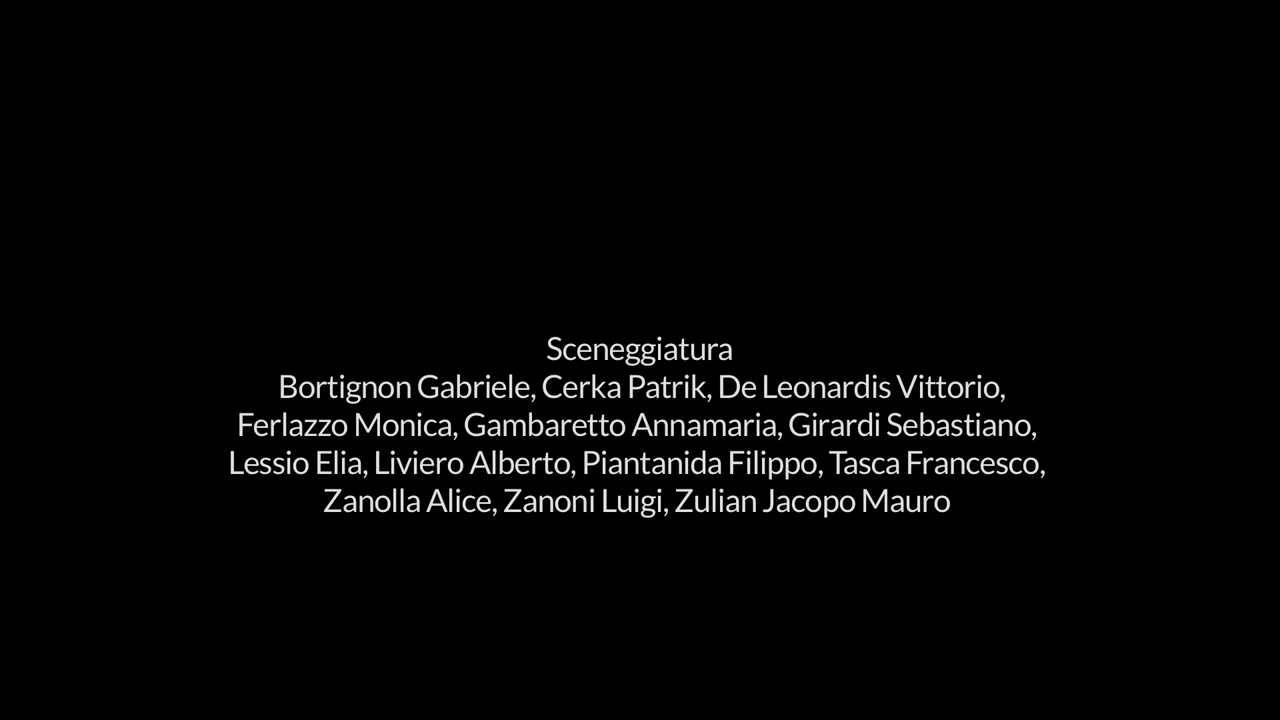 Sceneggiatura
Bortignon Gabriele, Cerka Patrik, De Leonardis Vittorio,
Ferlazzo Monica, Gambaretto Annamaria, Girardi Sebastiano,
Lessio Elia, Liviero Alberto, Piantanida Filippo, Tasca Francesco,
Zanolla Alice, Zanoni Luigi, Zulian Jacopo Mauro